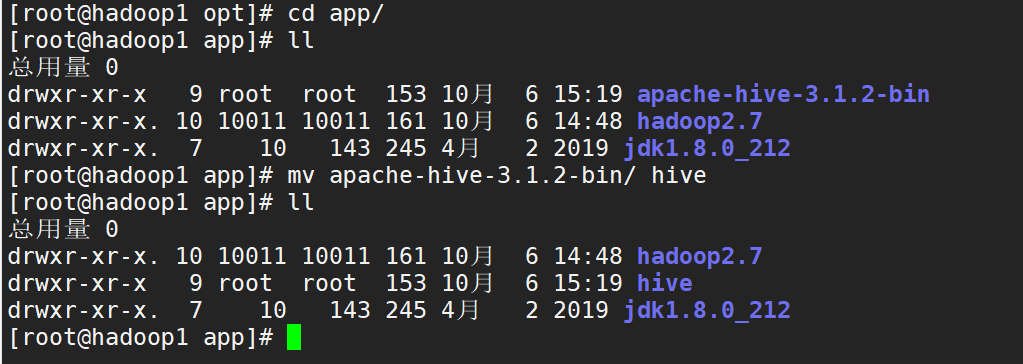 [root@hadoop1 opt]# cd app/
[root@hadoop1 app]# ll
总用量 0
drwxr-xr-x   9 root  root  153 10月  6 15:19 apache-hive-3.1.2-bin
drwxr-xr-x. 10 10011 10011 161 10月  6 14:48 hadoop2.7
drwxr-xr-x.  7    10   143 245 4月   2 2019 jdk1.8.0_212
[root@hadoop1 app]# mv apache-hive-3.1.2-bin/ hive
[root@hadoop1 app]# ll
总用量 0
drwxr-xr-x. 10 10011 10011 161 10月  6 14:48 hadoop2.7
drwxr-xr-x   9 root  root  153 10月  6 15:19 hive
drwxr-xr-x.  7    10   143 245 4月   2 2019 jdk1.8.0_212
[root@hadoop1 app]#